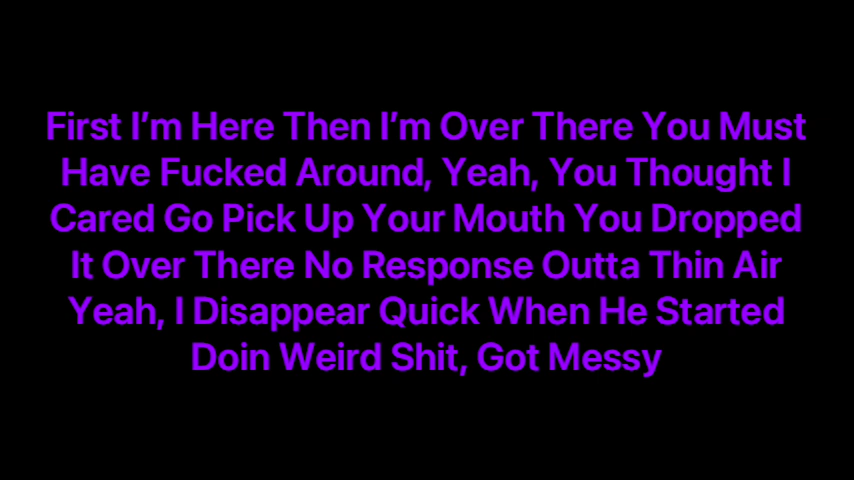 First I’m Here Then I’m Over There You Must
Have Fucked Around, Yeah, You Thought I
Cared Go Pick Up Your Mouth You Dropped
It Over There No Response Outta Thin Air
Yeah, I Disappear Quick When He Started
Doin Weird Shit, Got Messy